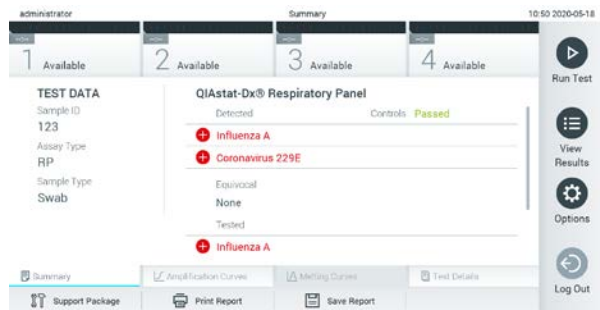 administrator Summary 10:50 2020-05-18
1 Available 2 Available 3 Available 4 Available
Run Test
TEST DATA
Sample ID
123
Assay Type
RP
Sample Type
Swab
QIAstat-Dx® Respiratory Panel
Detected Controls Passed
Influenza A
Coronavirus 229E
Equivocal
None
Tested
Influenza A
View
Results
Options
Log Out
Summary Amplification Curves Melting Curves Test Details
Support Package Print Report Save Report